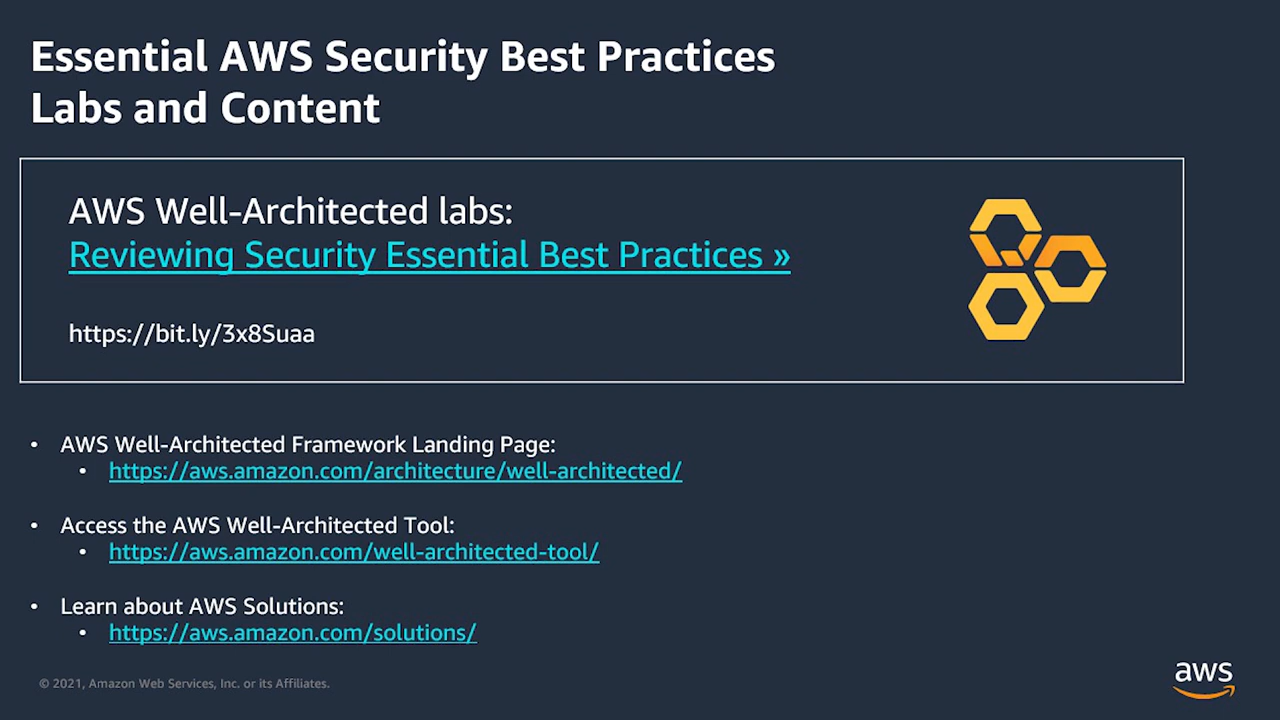 Essential AWS Security Best Practices
Labs and Content
AWS Well-Architected labs:
Reviewing Security Essential Best Practices »
https://bit.ly/3x8Suaa
• AWS Well-Architected Framework Landing Page:
• https://aws.amazon.com/architecture/well-architected/
• Access the AWS Well-Architected Tool:
• https://aws.amazon.com/well-architected-tool/
• Learn about AWS Solutions:
• https://aws.amazon.com/solutions/
© 2021, Amazon Web Services, Inc. or its Affiliates.
aws